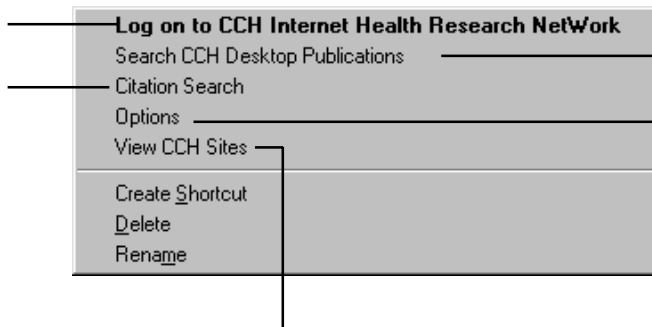 Log on to CCH Internet Health Research NetWork
Search CCH Desktop Publications
Citation Search
Options
View CCH Sites
Create Shortcut
Delete
Rename